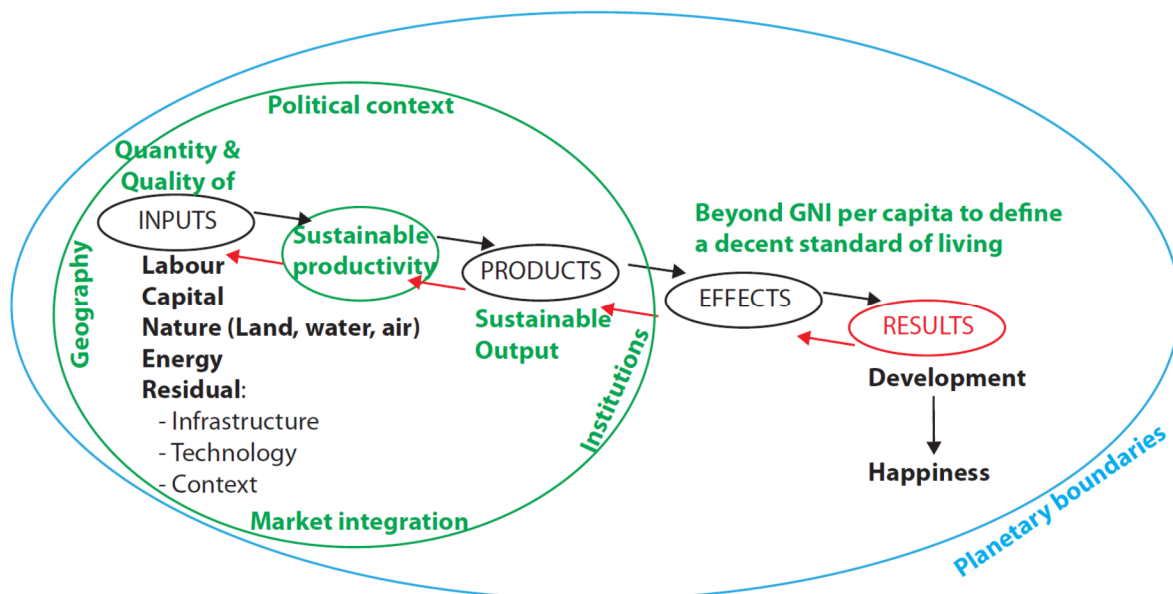 Political context
Quantity &
Quality of
INPUTS
Geography
Labour
Capital
Nature (Land, water, air)
Energy
Residual:
- Infrastructure
- Technology
- Context
Market integration
Sustainable
productivity
PRODUCTS
Sustainable
Output
Institutions
Beyond GNI per capita to define
a decent standard of living
EFFECTS
RESULTS
Development
Happiness
Planetary boundaries